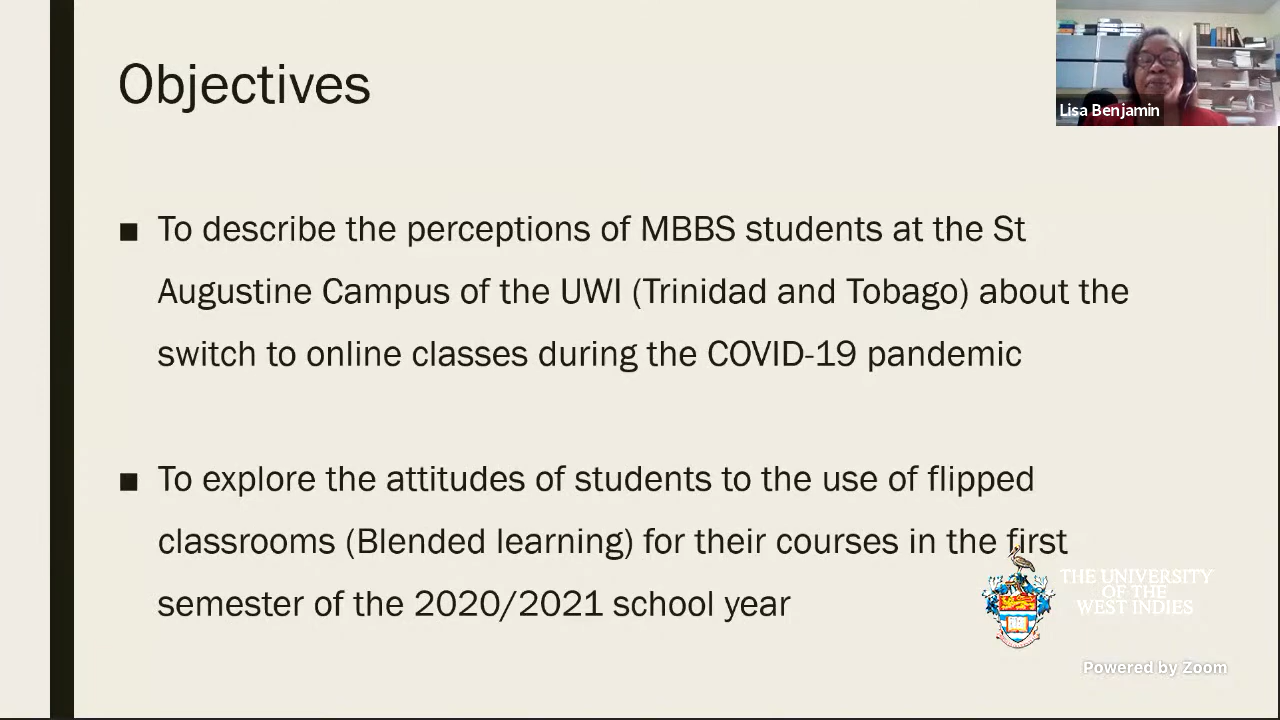 Objectives
Lisa Benjamin
■ To describe the perceptions of MBBS students at the St
Augustine Campus of the UWI (Trinidad and Tobago) about the
switch to online classes during the COVID-19 pandemic
■ To explore the attitudes of students to the use of flipped
classrooms (Blended learning) for their courses in the first
semester of the 2020/2021 school year
THE UNIVERSITY
OF THE
WEST INDIES
Powered by Zoom